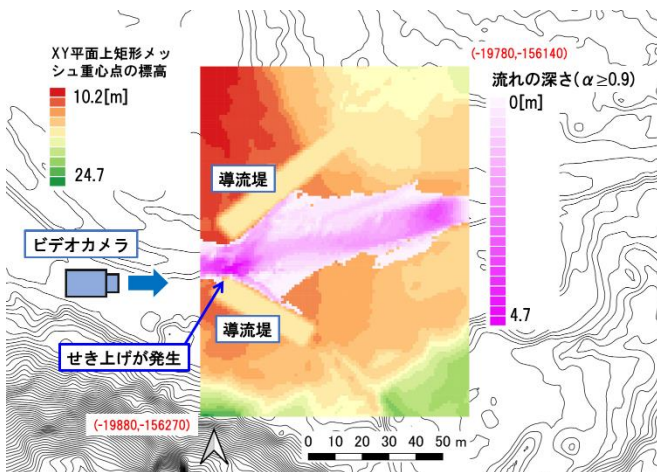 XY平面上矩形メッ
シュ重心点の標高
10.2[m]
24.7
(-19780,-156140)
流れの深さ(α≥0.9)
0[m]
4.7
導流堤
ビデオカメラ
導流堤
せき上げが発生
(-19880,-156270)
0 10 20 30 40 50 m